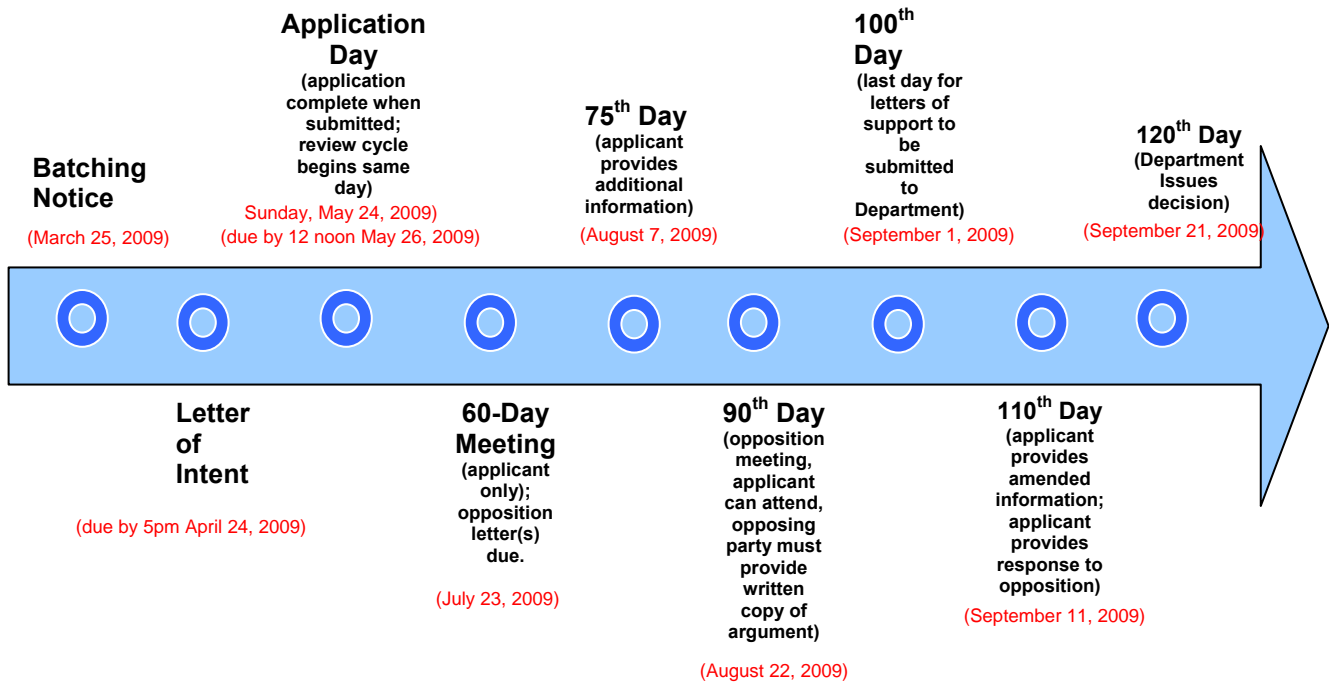 Batching
Notice
(March 25, 2009)
Letter
of
Intent
(due by 5pm April 24, 2009)
Application
Day
(application
complete when
submitted;
review cycle
begins same
day)
Sunday, May 24, 2009)
(due by 12 noon May 26, 2009)
60-Day
Meeting
(applicant
only);
opposition
letter(s)
due.
(July 23, 2009)
75th Day
(applicant
provides
additional
information)
(August 7, 2009)
90th Day
(opposition
meeting,
applicant
can attend,
opposing
party must
provide
written
copy of
argument)
(August 22, 2009)
100th
Day
(last day for
letters of
support to
be
submitted
to
Department)
(September 1, 2009)
110th Day
(applicant
provides
amended
information;
applicant
provides
response to
opposition)
(September 11, 2009)
120th Day
(Department
Issues
decision)
(September 21, 2009)